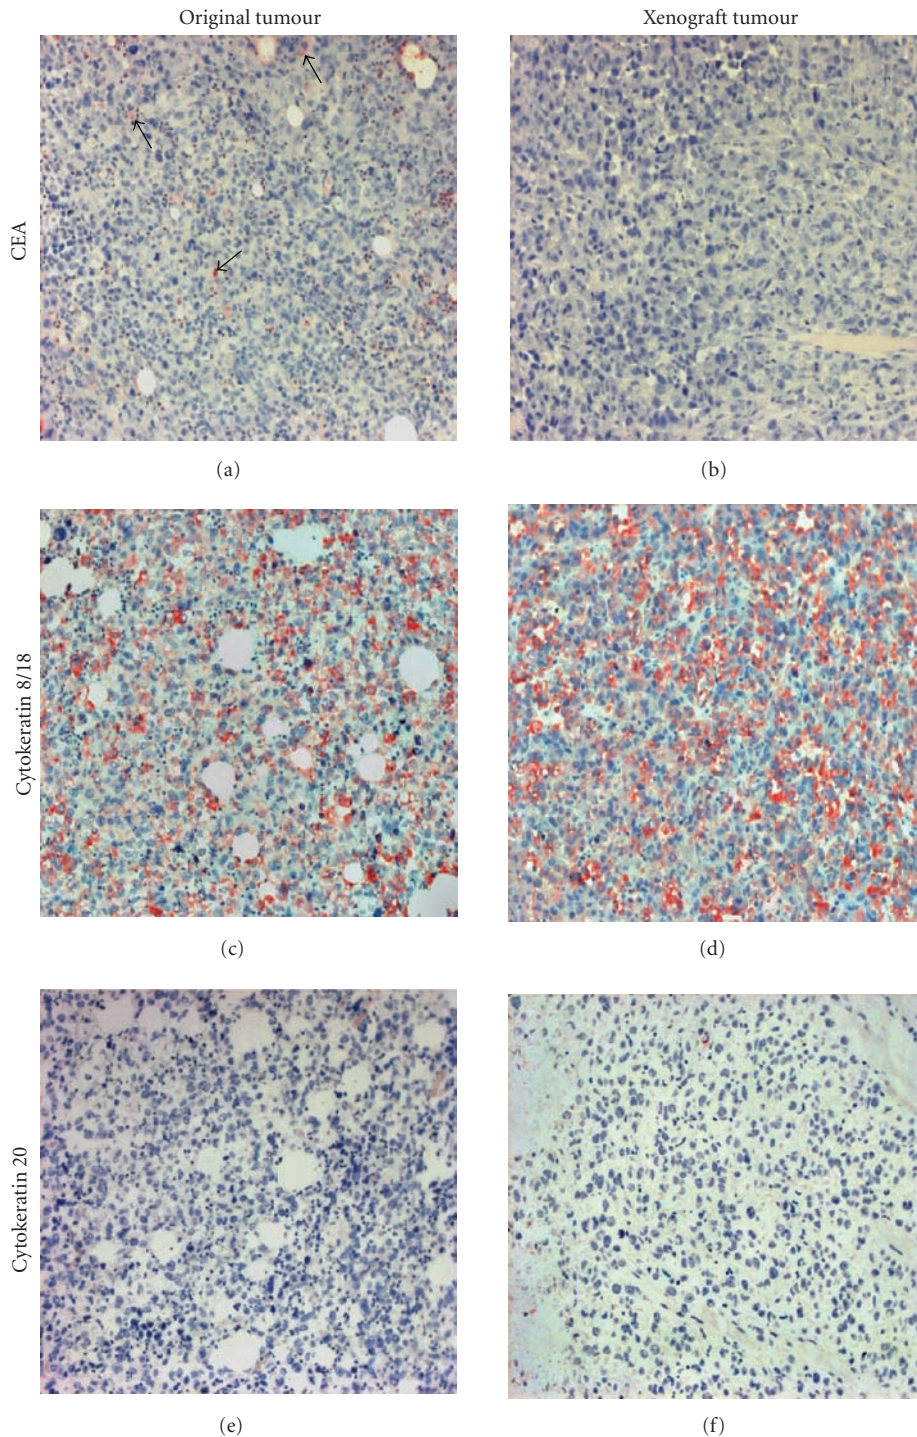 Original tumour
Xenograft tumour
CEA
(a)
(b)
Cytokeratin 8/18
(c)
(d)
Cytokeratin 20
(e)
(f)